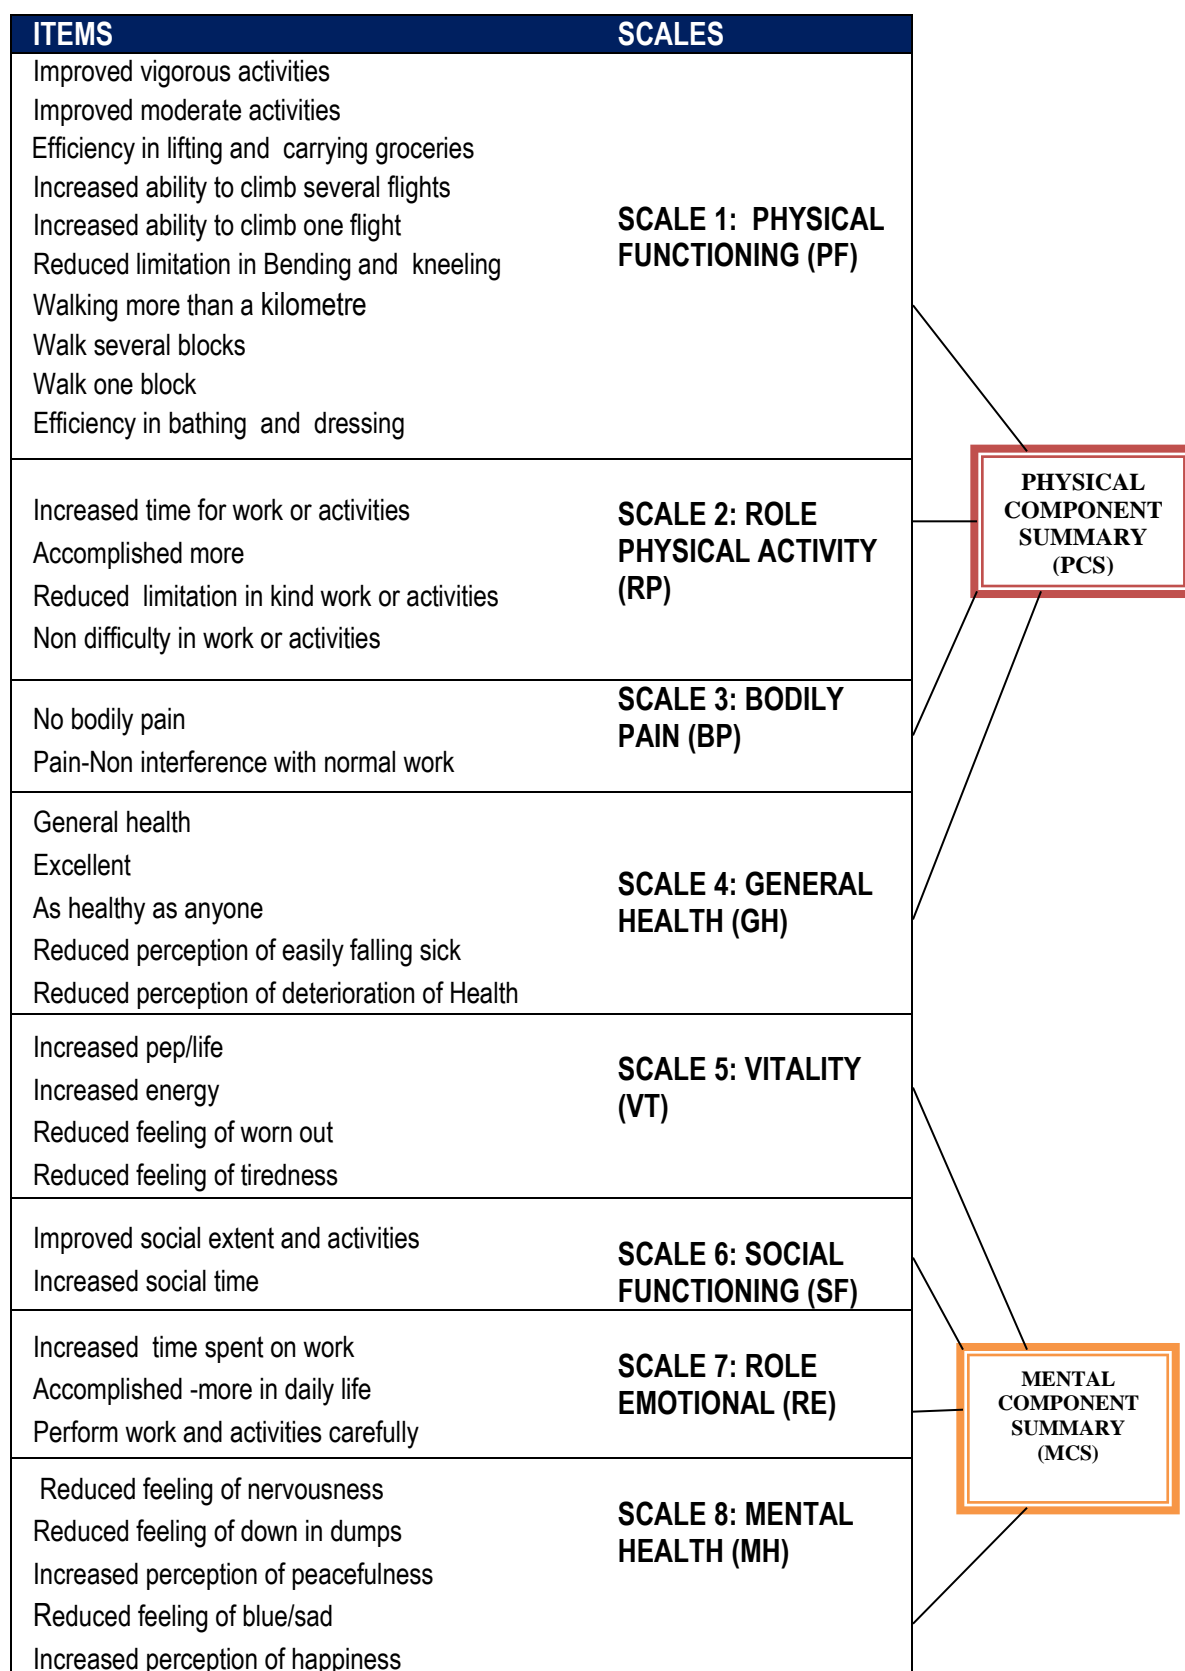 ITEMS SCALES
Improved vigorous activities
Improved moderate activities
Efficiency in lifting and carrying groceries
Increased ability to climb several flights
Increased ability to climb one flight
Reduced limitation in Bending and kneeling
Walking more than a kilometre
Walk several blocks
Walk one block
Efficiency in bathing and dressing
SCALE 1: PHYSICAL
FUNCTIONING (PF)
Increased time for work or activities
Accomplished more
Reduced limitation in kind work or activities
Non difficulty in work or activities
SCALE 2: ROLE
PHYSICAL ACTIVITY
(RP)
No bodily pain
Pain-Non interference with normal work
SCALE 3: BODILY
PAIN (BP)
General health
Excellent
As healthy as anyone
Reduced perception of easily falling sick
Reduced perception of deterioration of Health
SCALE 4: GENERAL
HEALTH (GH)
PHYSICAL
COMPONENT
SUMMARY
(PCS)
Increased pep/life
Increased energy
Reduced feeling of worn out
Reduced feeling of tiredness
SCALE 5: VITALITY
(VT)
Improved social extent and activities
Increased social time
SCALE 6: SOCIAL
FUNCTIONING (SF)
Increased time spent on work
Accomplished -more in daily life
Perform work and activities carefully
SCALE 7: ROLE
EMOTIONAL (RE)
Reduced feeling of nervousness
Reduced feeling of down in dumps
Increased perception of peacefulness
Reduced feeling of blue/sad
Increased perception of happiness
SCALE 8: MENTAL
HEALTH (MH)
MENTAL
COMPONENT
SUMMARY
(MCS)